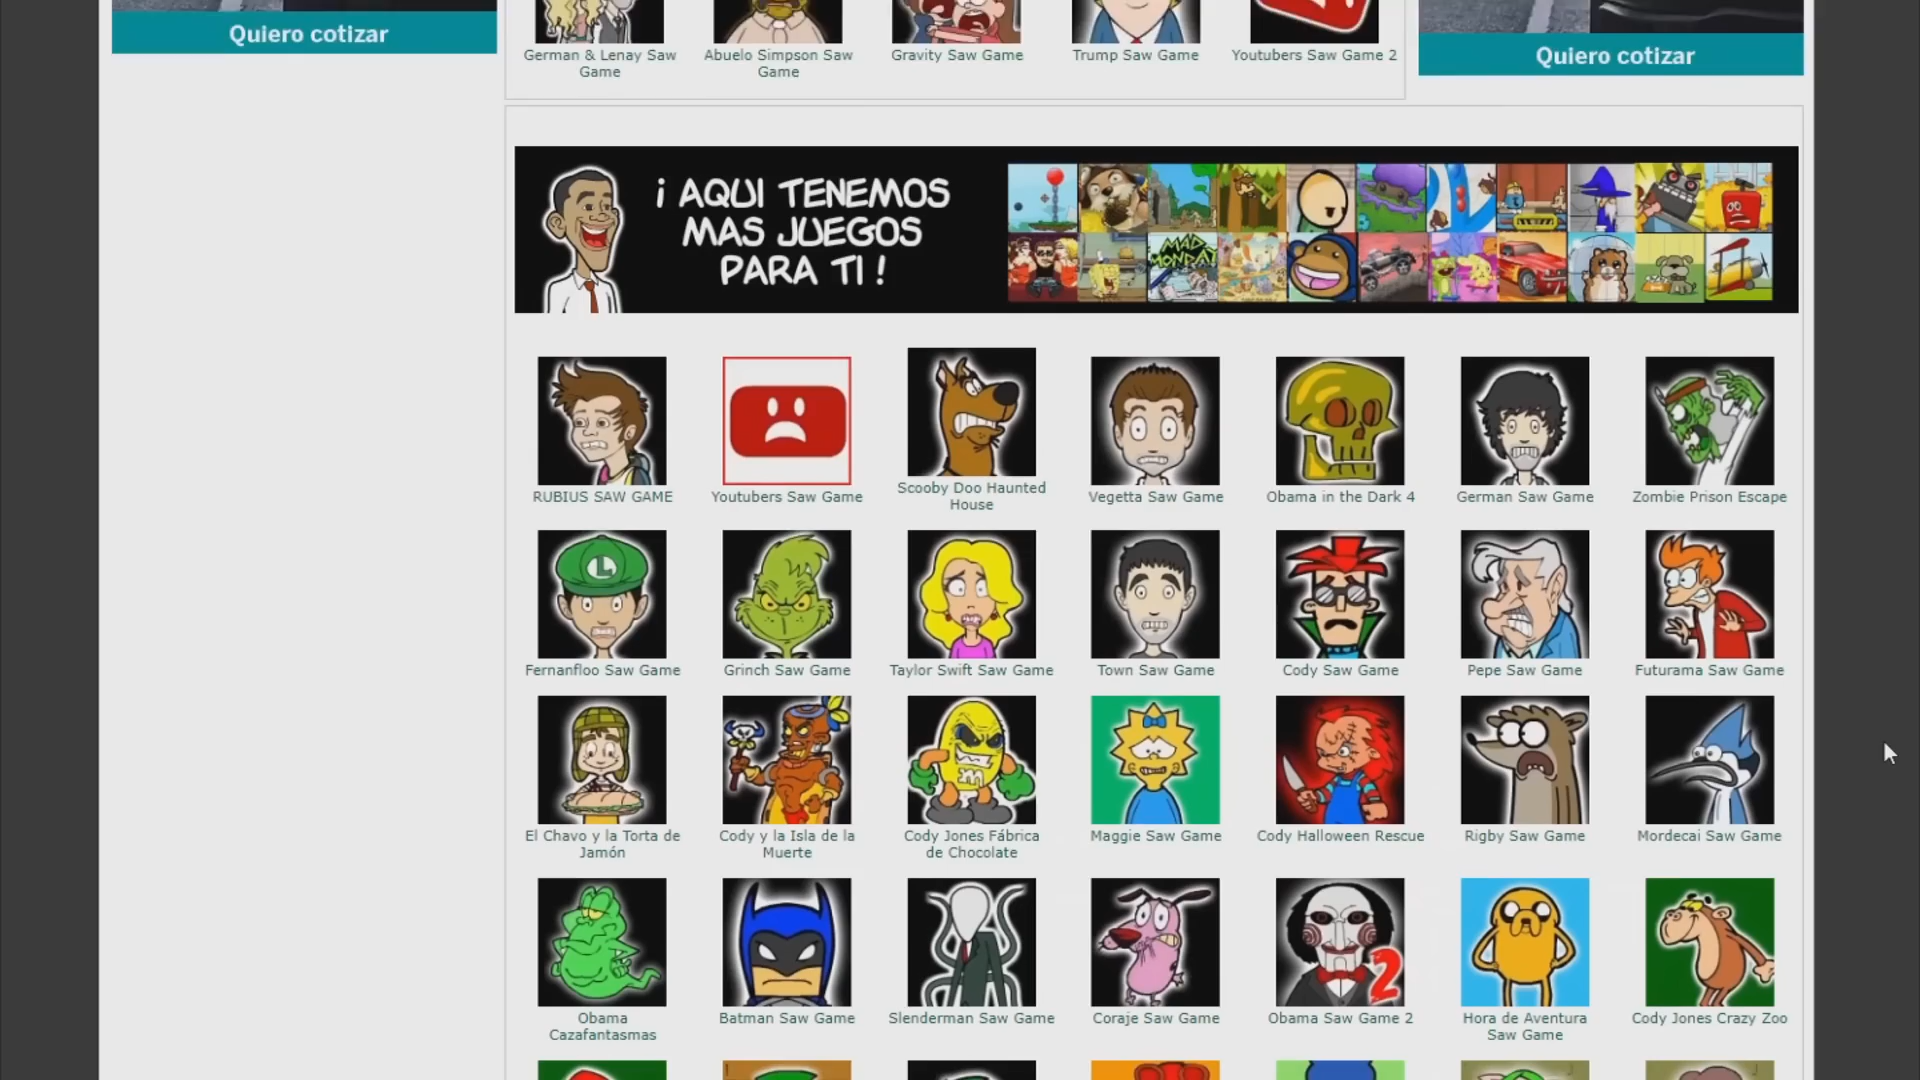 Quiero cotizar
German & Lenay Saw
Game
Abuelo Simpson Saw
Game
Gravity Saw Game
Trump Saw Game
Youtubers Saw Game 2
Quiero cotizar
¡ AQUI TENEMOS
MAS JUEGOS
PARA TI !
MAD
MONDAY
RUBIUS SAW GAME
Youtubers Saw Game
Scooby Doo Haunted
House
Vegetta Saw Game
Obama in the Dark 4
German Saw Game
Zombie Prison Escape
L
Fernanfloo Saw Game
Grinch Saw Game
Taylor Swift Saw Game
Town Saw Game
Cody Saw Game
Pepe Saw Game
Futurama Saw Game
m
El Chavo y la Torta de
Jamón
Cody y la Isla de la
Muerte
Cody Jones Fábrica
de Chocolate
Maggie Saw Game
Cody Halloween Rescue
Rigby Saw Game
Mordecai Saw Game
2
Obama
Cazafantasmas
Batman Saw Game
Slenderman Saw Game
Coraje Saw Game
Obama Saw Game 2
Hora de Aventura
Saw Game
Cody Jones Crazy Zoo